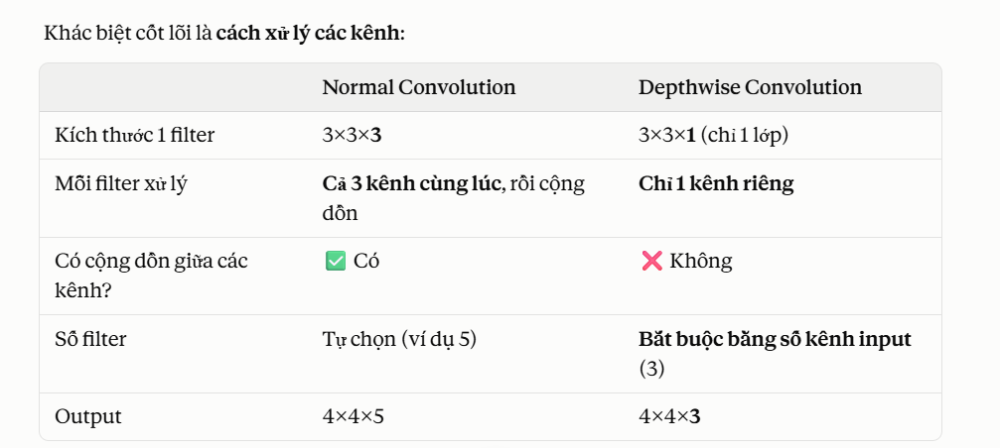 Khác biệt cốt lõi là cách xử lý các kênh:
Normal Convolution Depthwise Convolution
Kích thước 1 filter 3×3×3 3×3×1 (chỉ 1 lớp)
Mỗi filter xử lý Cả 3 kênh cùng lúc, rồi cộng Chỉ 1 kênh riêng
dồn
Có cộng dồn giữa các ✅ Có ❌ Không
kênh?
Số filter Tự chọn (ví dụ 5) Bắt buộc bằng số kênh input
(3)
Output 4×4×5 4×4×3